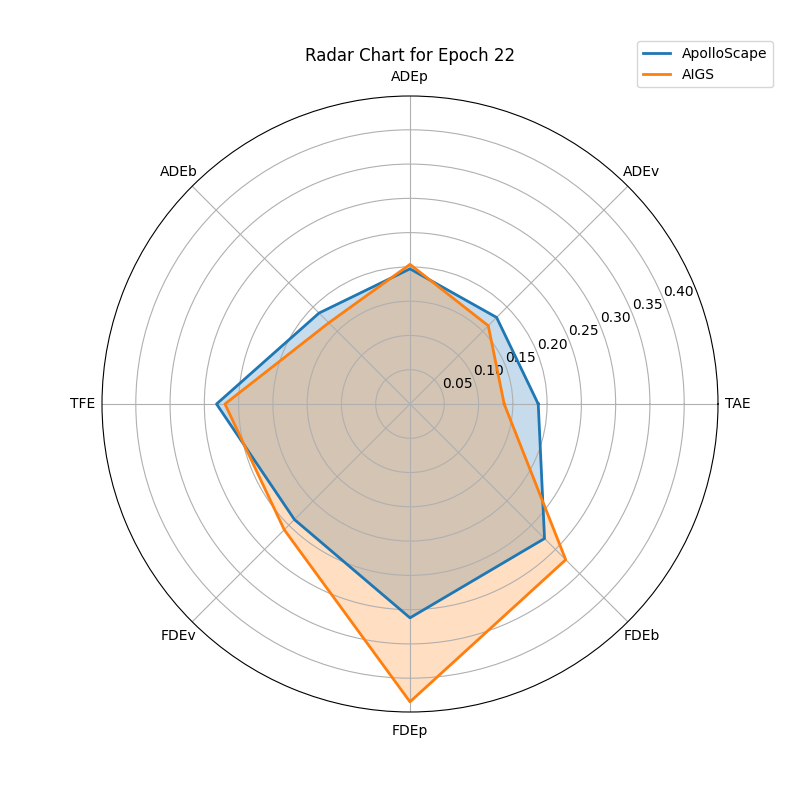 Radar Chart for Epoch 22
ApolloScape
AIGS
ADEp
ADEb
ADEv
0.40
0.35
0.30
0.25
0.20
0.15
0.10
0.05
TFE
TAE
FDEv
FDEb
FDEp